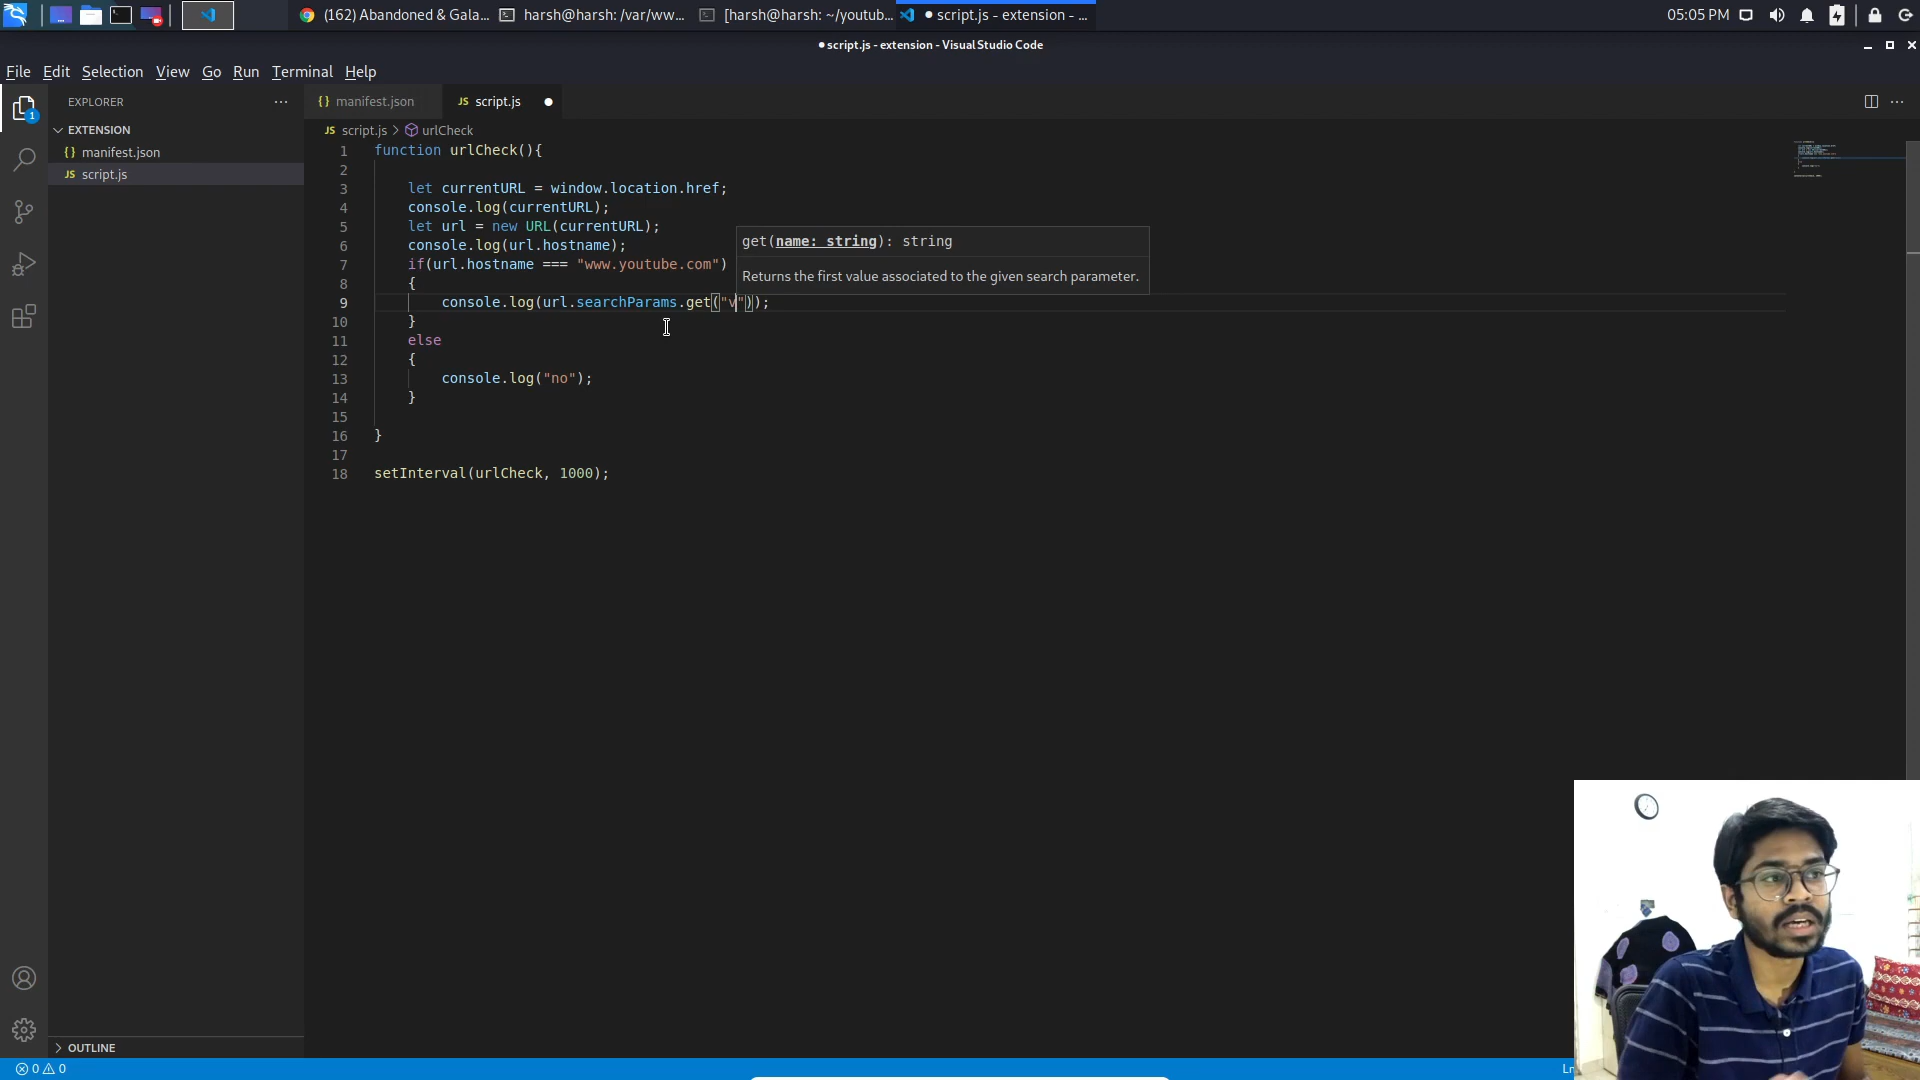 (162) Abandoned & Gala...
harsh@harsh: /var/ww...
[harsh@harsh: ~/youtub...
● script.js - extension - ...
05:05 PM
● script.js - extension - Visual Studio Code
File Edit Selection View Go Run Terminal Help
EXPLORER ...
{} manifest.json
JS script.js ●
1
EXTENSION
{} manifest.json
JS script.js
JS script.js > urlCheck
1 function urlCheck(){
2
3 let currentURL = window.location.href;
4 console.log(currentURL);
5 let url = new URL(currentURL);
6 console.log(url.hostname);
7 if(url.hostname === "www.youtube.com")
8 {
9 console.log(url.searchParams.get("v"));
10 }
11 else
12 {
13 console.log("no");
14 }
15
16 }
17
18 setInterval(urlCheck, 1000);
get(name: string): string
Returns the first value associated to the given search parameter.
OUTLINE
0 0
Ln